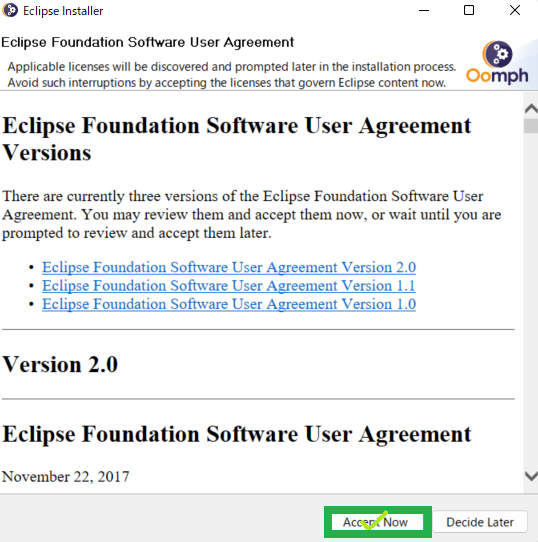 Eclipse Installer
Eclipse Foundation Software User Agreement
Applicable licenses will be discovered and prompted later in the installation process.
Avoid such interruptions by accepting the licenses that govern Eclipse content now.
Oomph
Eclipse Foundation Software User Agreement
Versions
There are currently three versions of the Eclipse Foundation Software User
Agreement. You may review them and accept them now, or wait until you are
prompted to review and accept them later.
• Eclipse Foundation Software User Agreement Version 2.0
• Eclipse Foundation Software User Agreement Version 1.1
• Eclipse Foundation Software User Agreement Version 1.0
Version 2.0
Eclipse Foundation Software User Agreement
November 22, 2017
Accept Now
Decide Later